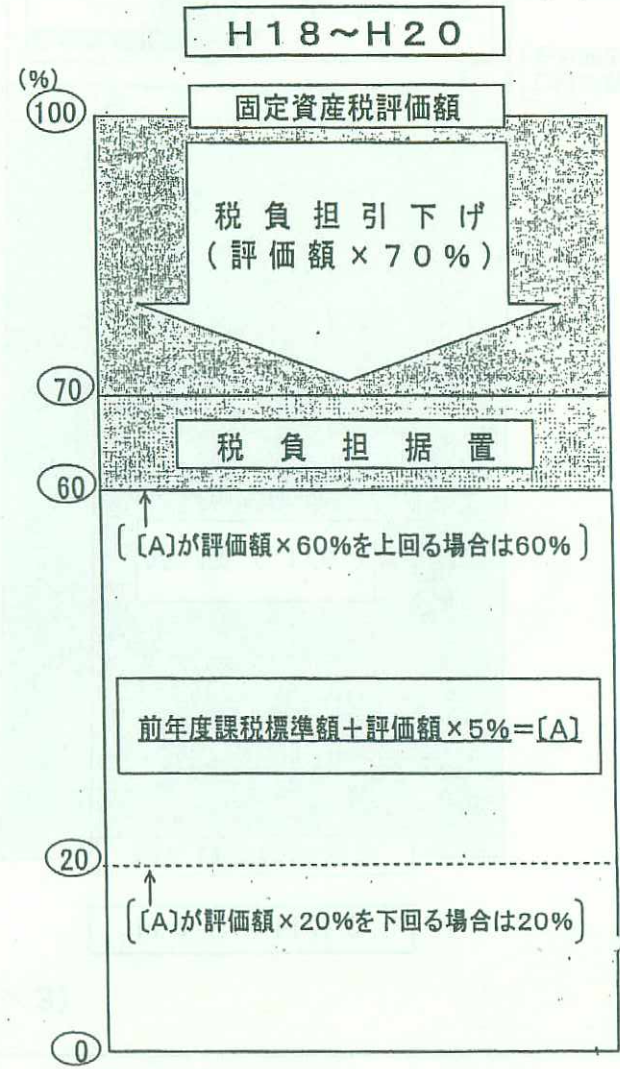 H18～H20
(%)
100
固定資産税評価額
税負担引下げ
(評価額×70%)
70
税負担据置
60
〔〔A〕が評価額×60%を上回る場合は60%〕
前年度課税標準額＋評価額×5%＝〔A〕
20
〔〔A〕が評価額×20%を下回る場合は20%〕
0